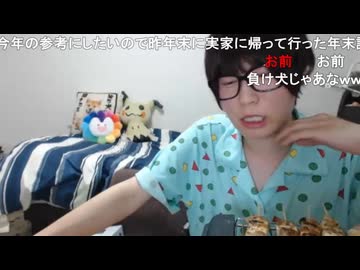 今年の参考にしたいので昨年末に実家に帰って行った年末
お前 お前
負け犬じゃあなww